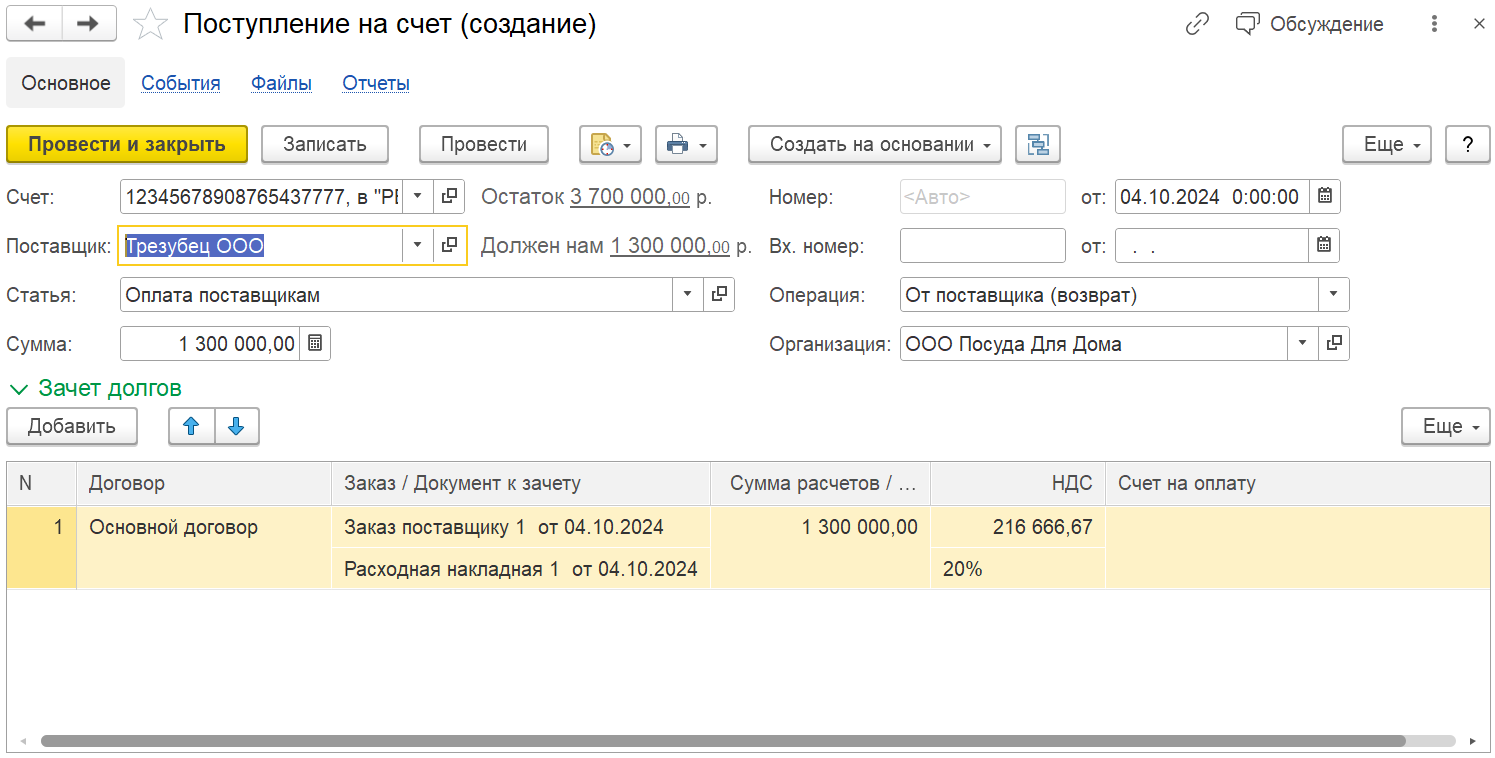 Поступление на счет (создание)
Обсуждение
Основное События Файлы Отчеты
Провести и закрыть Записать Провести Создать на основании Еще ?
Счет: 12345678908765437777, в "РЕ Остаток 3 700 000,00 р. Номер: <Авто> от: 04.10.2024 0:00:00
Поставщик: Трезубец ООО Должен нам 1 300 000,00 р. Вх. номер: от: . .
Статья: Оплата поставщикам Операция: От поставщика (возврат)
Сумма: 1 300 000,00 Организация: ООО Посуда Для Дома
Зачет долгов
Добавить Еще
N Договор Заказ / Документ к зачету Сумма расчетов / ... НДС Счет на оплату
1 Основной договор Заказ поставщику 1 от 04.10.2024 1 300 000,00 216 666,67
Расходная накладная 1 от 04.10.2024 20%